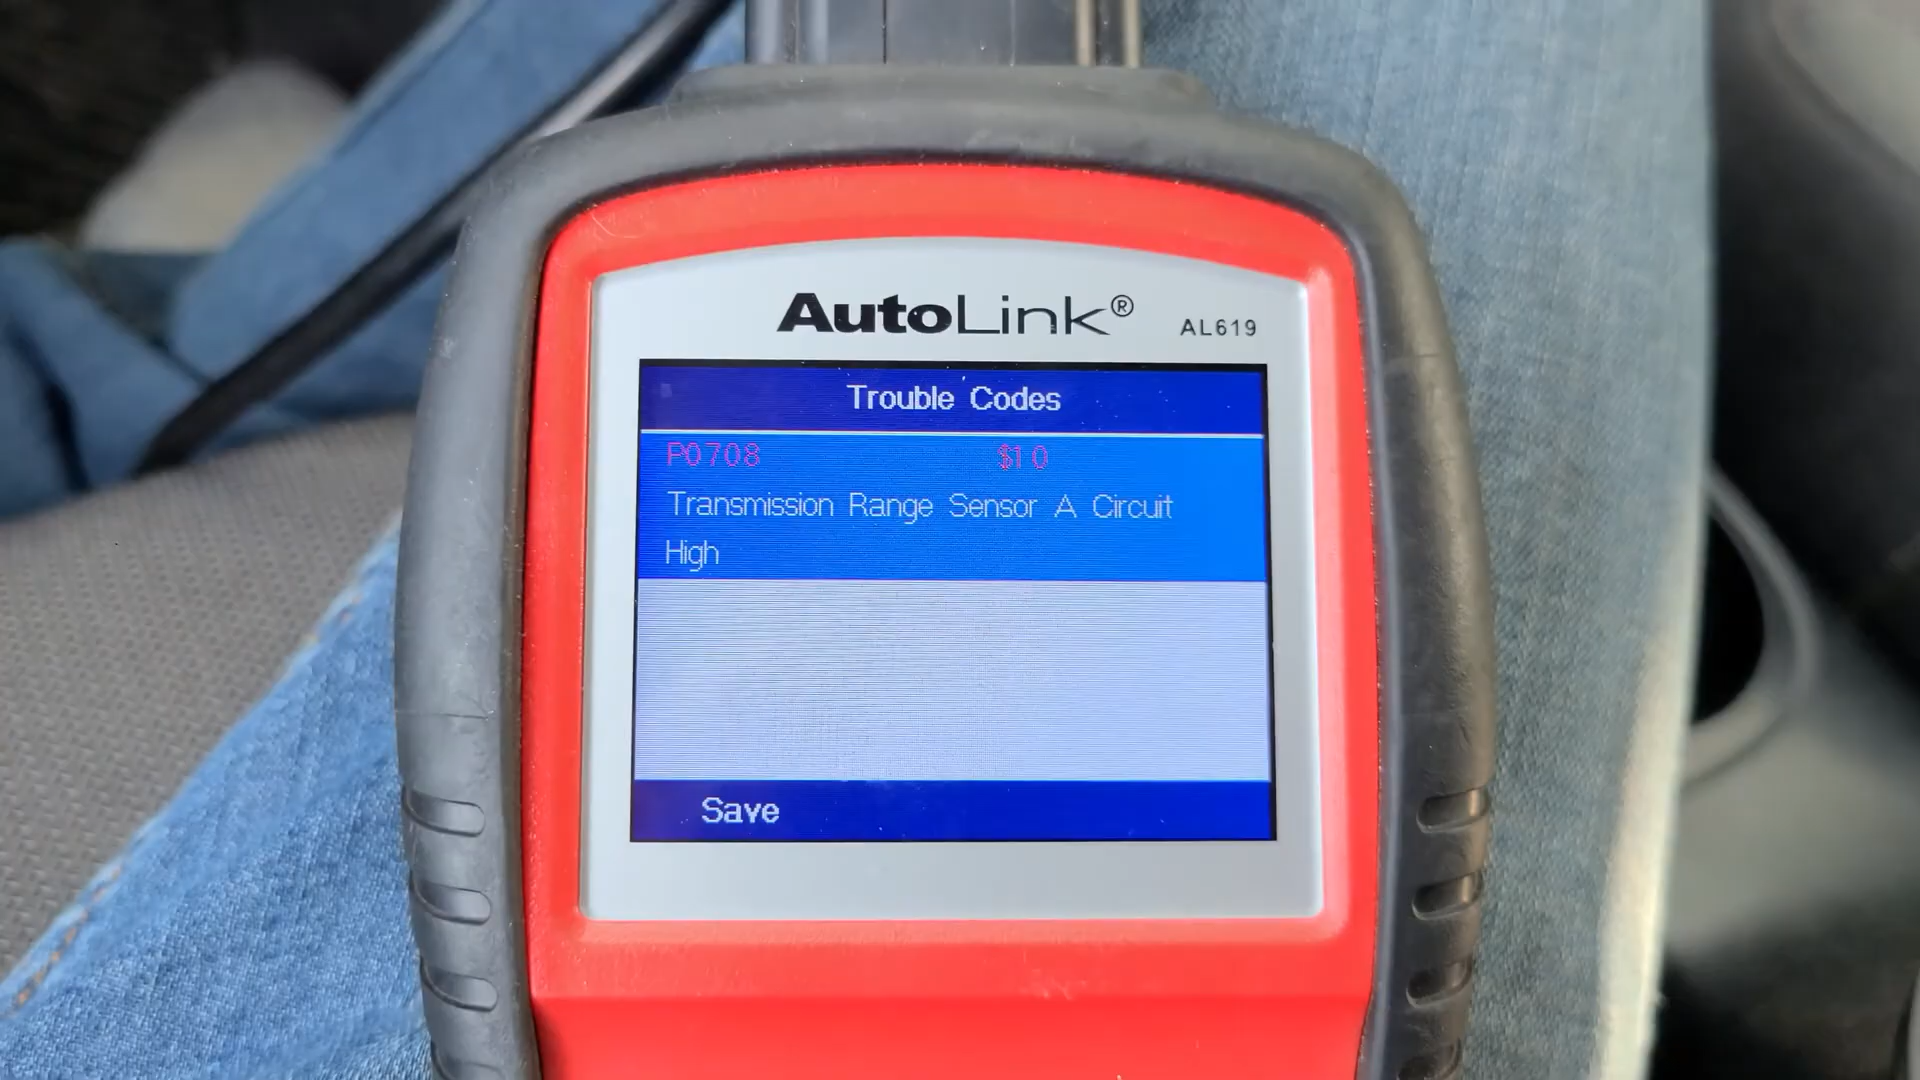 AutoLink®
AL619
Trouble Codes
P0708 $10
Transmission Range Sensor A Circuit
High
Save